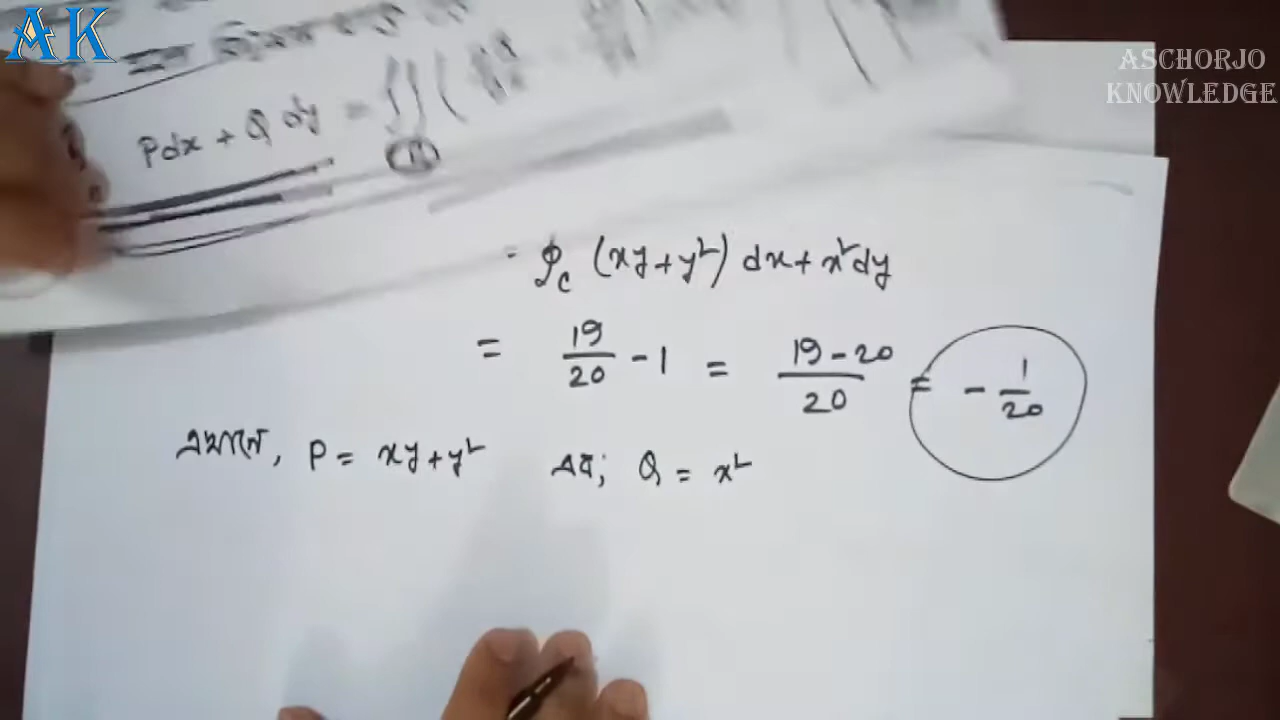 AK
ASCHORJO
KNOWLEDGE
Pdx + Q dy = ∬ (
R
= ∮c (xy+y²) dx + x²dy
= 19/20 - 1 = 19-20/20 = - 1/20
এখানে, P = xy+y² এবং; Q = x²